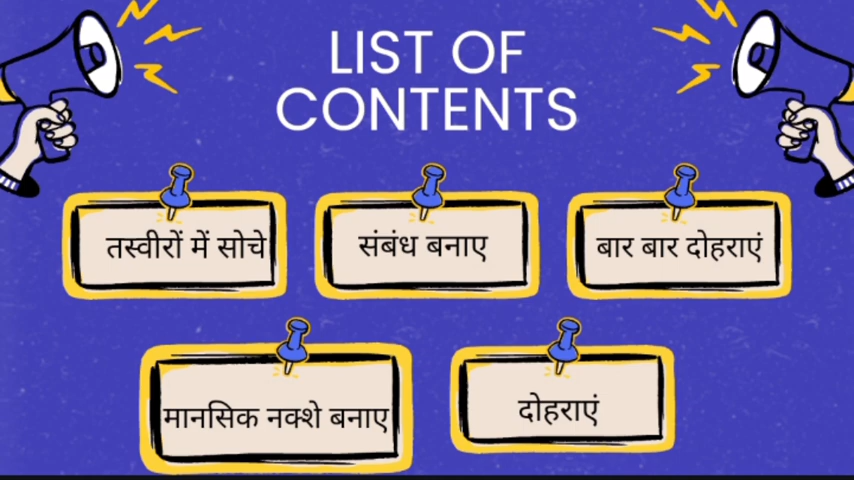 LIST OF
CONTENTS
तस्वीरों में सोचे
संबंध बनाए
बार बार दोहराएं
मानसिक नक्शे बनाए
दोहराएं